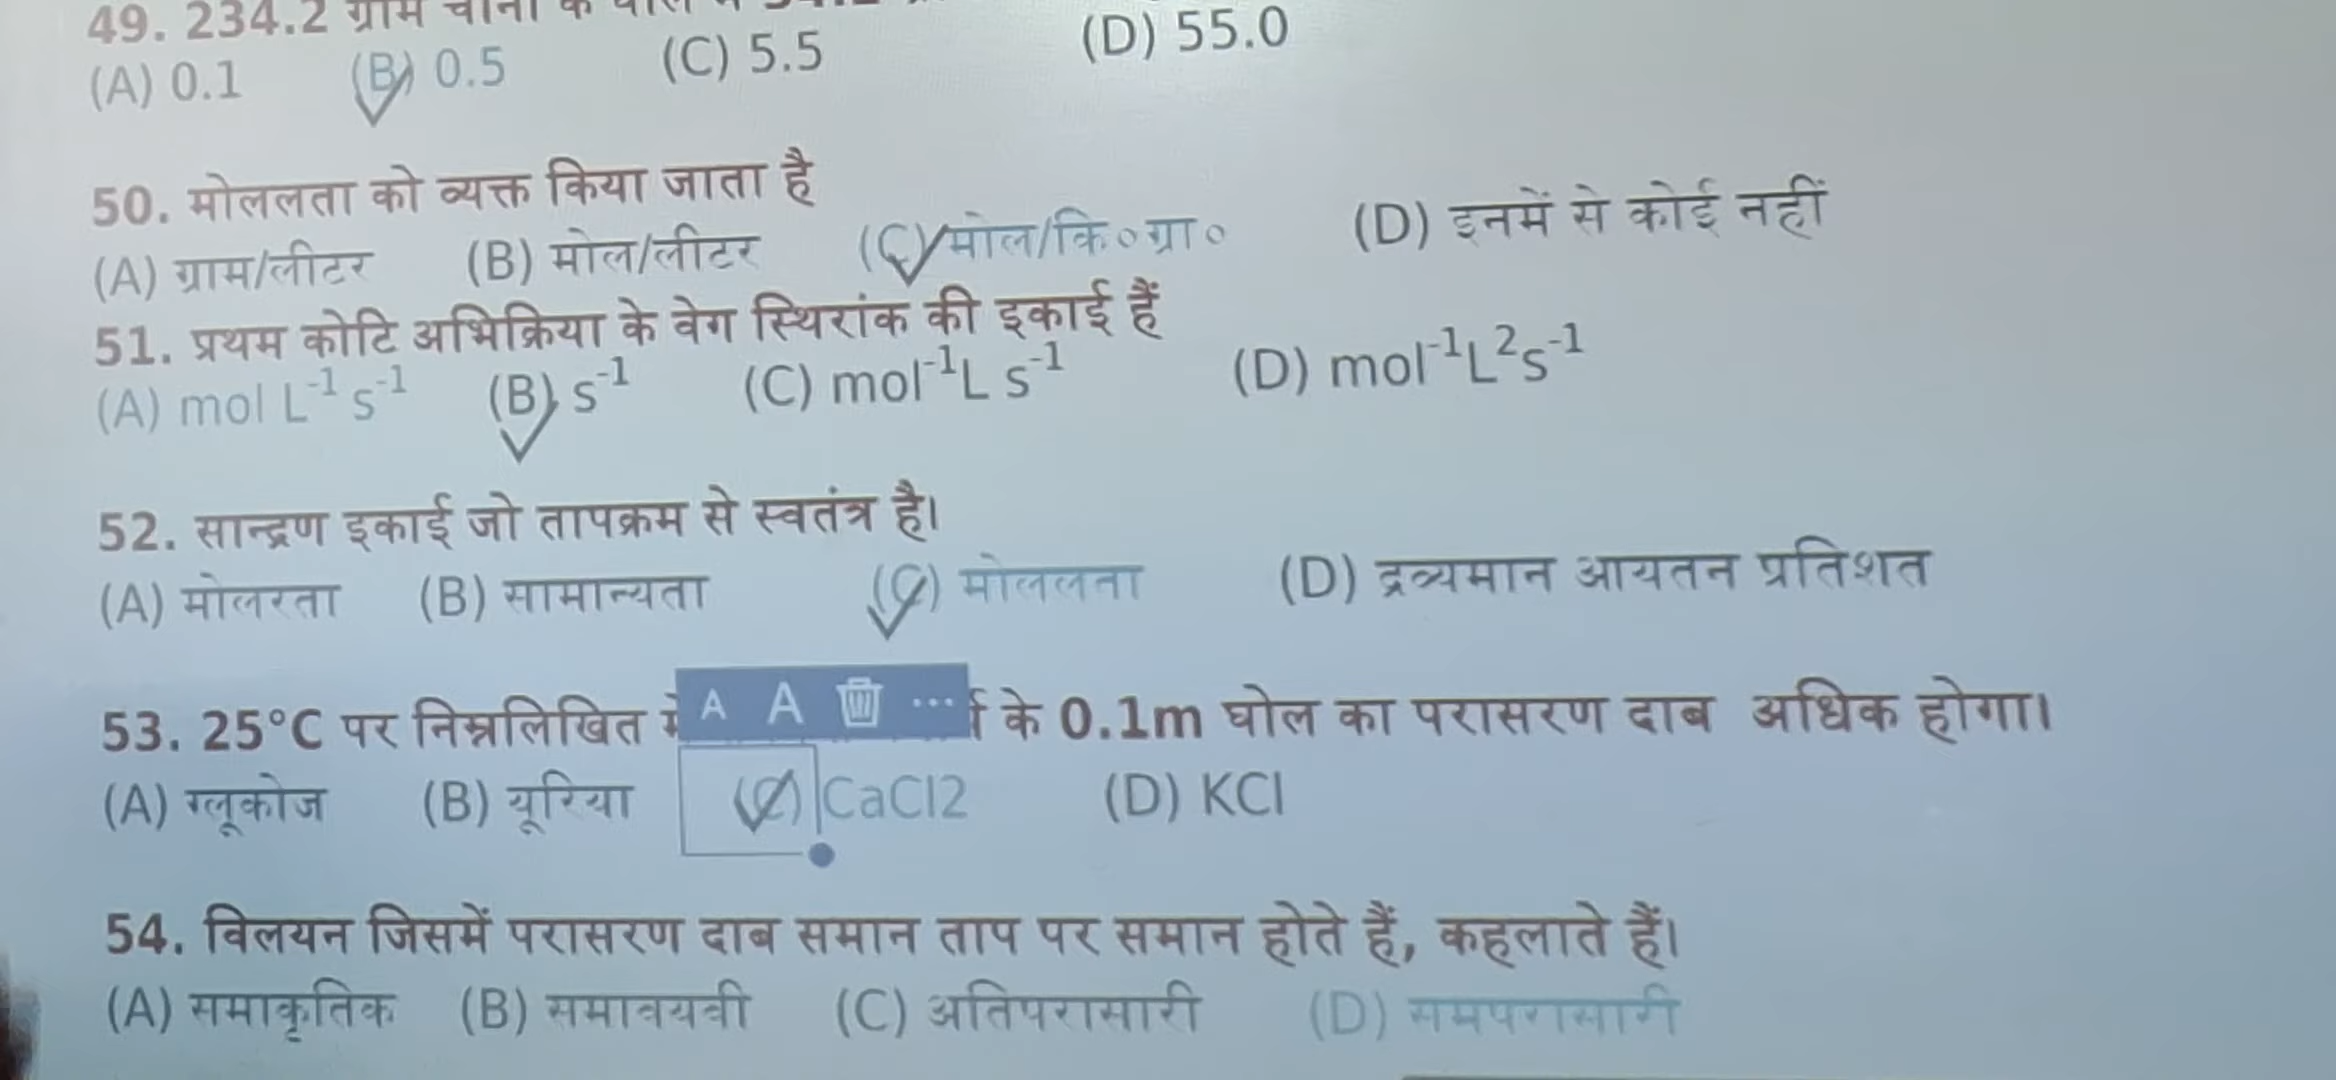 49. 234.2 ग्राम चीनी के घोल में
(A) 0.1 (B) 0.5 (C) 5.5 (D) 55.0
50. मोललता को व्यक्त किया जाता है
(A) ग्राम/लीटर (B) मोल/लीटर (C) मोल/कि०ग्रा० (D) इनमें से कोई नहीं
51. प्रथम कोटि अभिक्रिया के वेग स्थिरांक की इकाई हैं
(A) mol L⁻¹ s⁻¹ (B) s⁻¹ (C) mol⁻¹L s⁻¹ (D) mol⁻¹L²s⁻¹
52. सान्द्रण इकाई जो तापक्रम से स्वतंत्र है।
(A) मोलरता (B) सामान्यता (C) मोललता (D) द्रव्यमान आयतन प्रतिशत
A A ...
53. 25°C पर निम्नलिखित के 0.1m घोल का परासरण दाब अधिक होगा।
(A) ग्लूकोज (B) यूरिया (C) CaCl2 (D) KCl
54. विलयन जिसमें परासरण दाब समान ताप पर समान होते हैं, कहलाते हैं।
(A) समाकृतिक (B) समावयवी (C) अतिपरासारी (D) समपरासारी